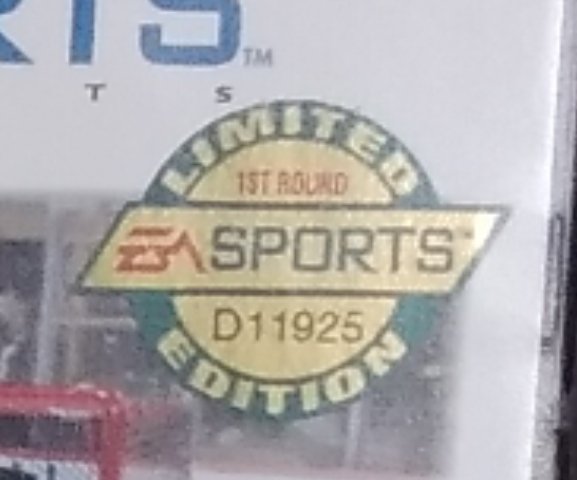 RTS™
T S
LIMITED
1ST ROUND
EA SPORTS™
D11925
EDITION